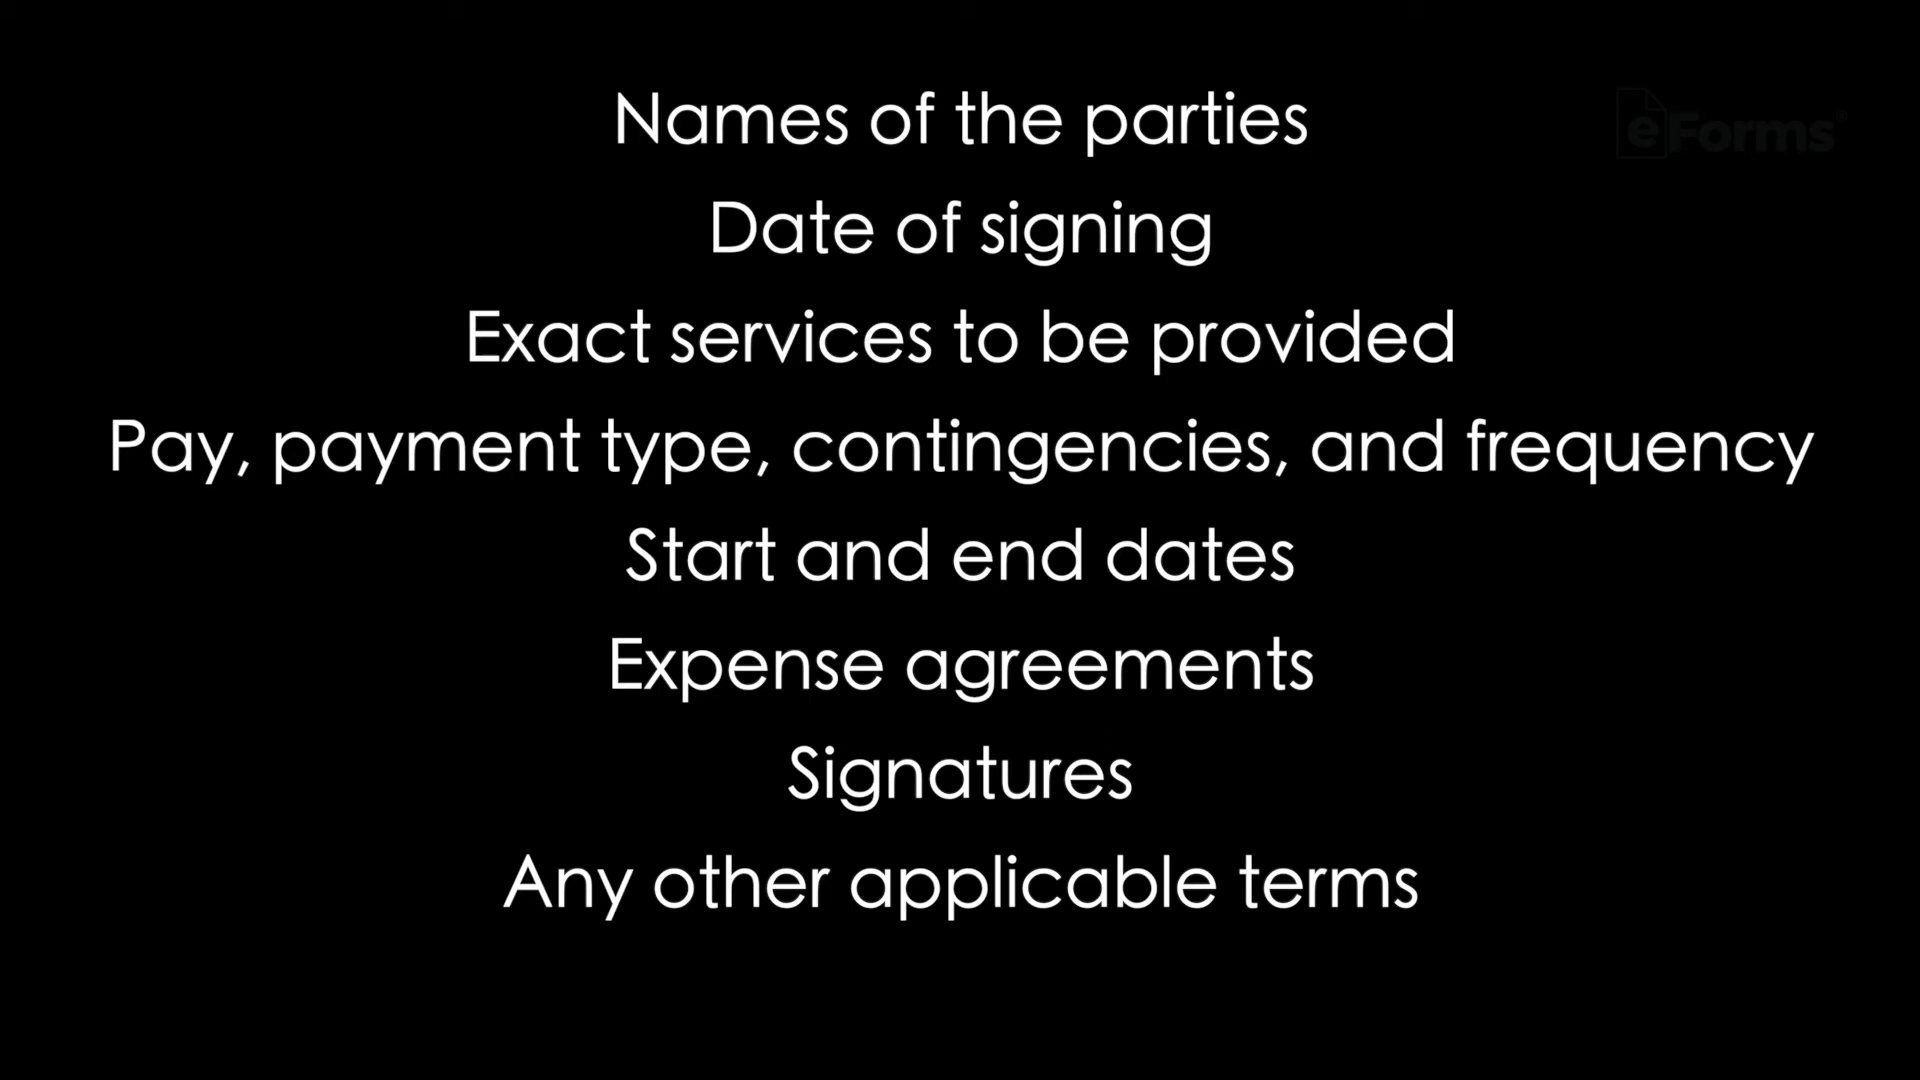 Names of the parties
eForms®
Date of signing
Exact services to be provided
Pay, payment type, contingencies, and frequency
Start and end dates
Expense agreements
Signatures
Any other applicable terms